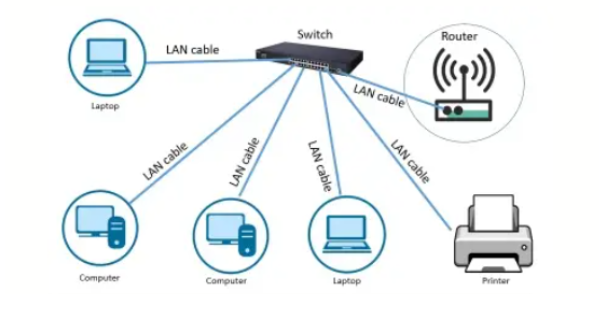 Switch
Router
LAN cable
Laptop
LAN cable
LAN cable
LAN cable
LAN cable
LAN cable
Computer
Computer
Laptop
Printer